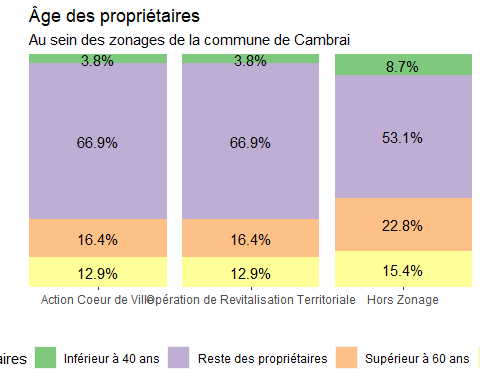 Âge des propriétaires
Au sein des zonages de la commune de Cambrai
3.8% 3.8% 8.7%
66.9% 66.9% 53.1%
16.4% 16.4% 22.8%
12.9% 12.9% 15.4%
Action Coeur de Ville Opération de Revitalisation Territoriale Hors Zonage
aires Inférieur à 40 ans Reste des propriétaires Supérieur à 60 ans